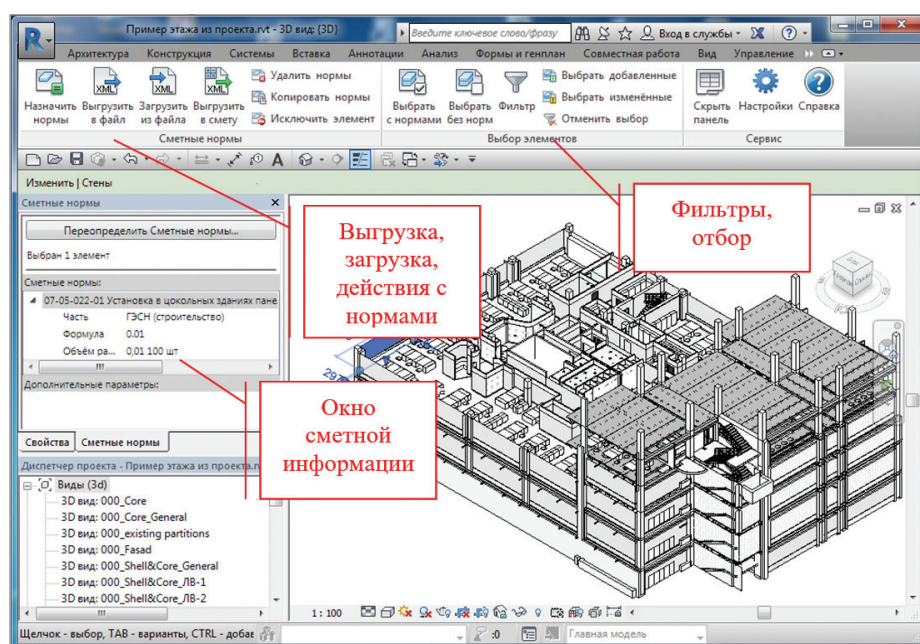 Пример этажа из проекта.rvt - 3D вид: {3D}
Введите ключевое слово/фразу
Вход в службы
Архитектура Конструкция Системы Вставка Аннотации Анализ Формы и генплан Совместная работа Вид Управление
Назначить нормы
Выгрузить в файл
Загрузить из файла
Выгрузить в смету
Удалить нормы
Копировать нормы
Исключить элемент
Выбрать с нормами
Выбрать без норм
Фильтр
Выбрать добавленные
Выбрать изменённые
Отменить выбор
Скрыть панель
Настройки
Справка
Сметные нормы
Выбор элементов
Сервис
Изменить | Стены
Сметные нормы
Переопределить Сметные нормы...
Выбран 1 элемент
Сметные нормы:
07-05-022-01 Установка в цокольных зданиях пане
Часть ГЭСН (строительство)
Формула 0.01
Объём ра... 0,01 100 шт
Дополнительные параметры:
Свойства Сметные нормы
Диспетчер проекта - Пример этажа из проекта.r
Виды (3d)
3D вид: 000_Core
3D вид: 000_Core_General
3D вид: 000_existing partitions
3D вид: 000_Fasad
3D вид: 000_Shell&Core_General
3D вид: 000_Shell&Core_ЛВ-1
3D вид: 000_Shell&Core_ЛВ-2
Выгрузка,
загрузка,
действия с
нормами
Фильтры,
отбор
Окно
сметной
информации
1 : 100
Щелчок - выбор, TAB - варианты, CTRL - добав
:0
Главная модель